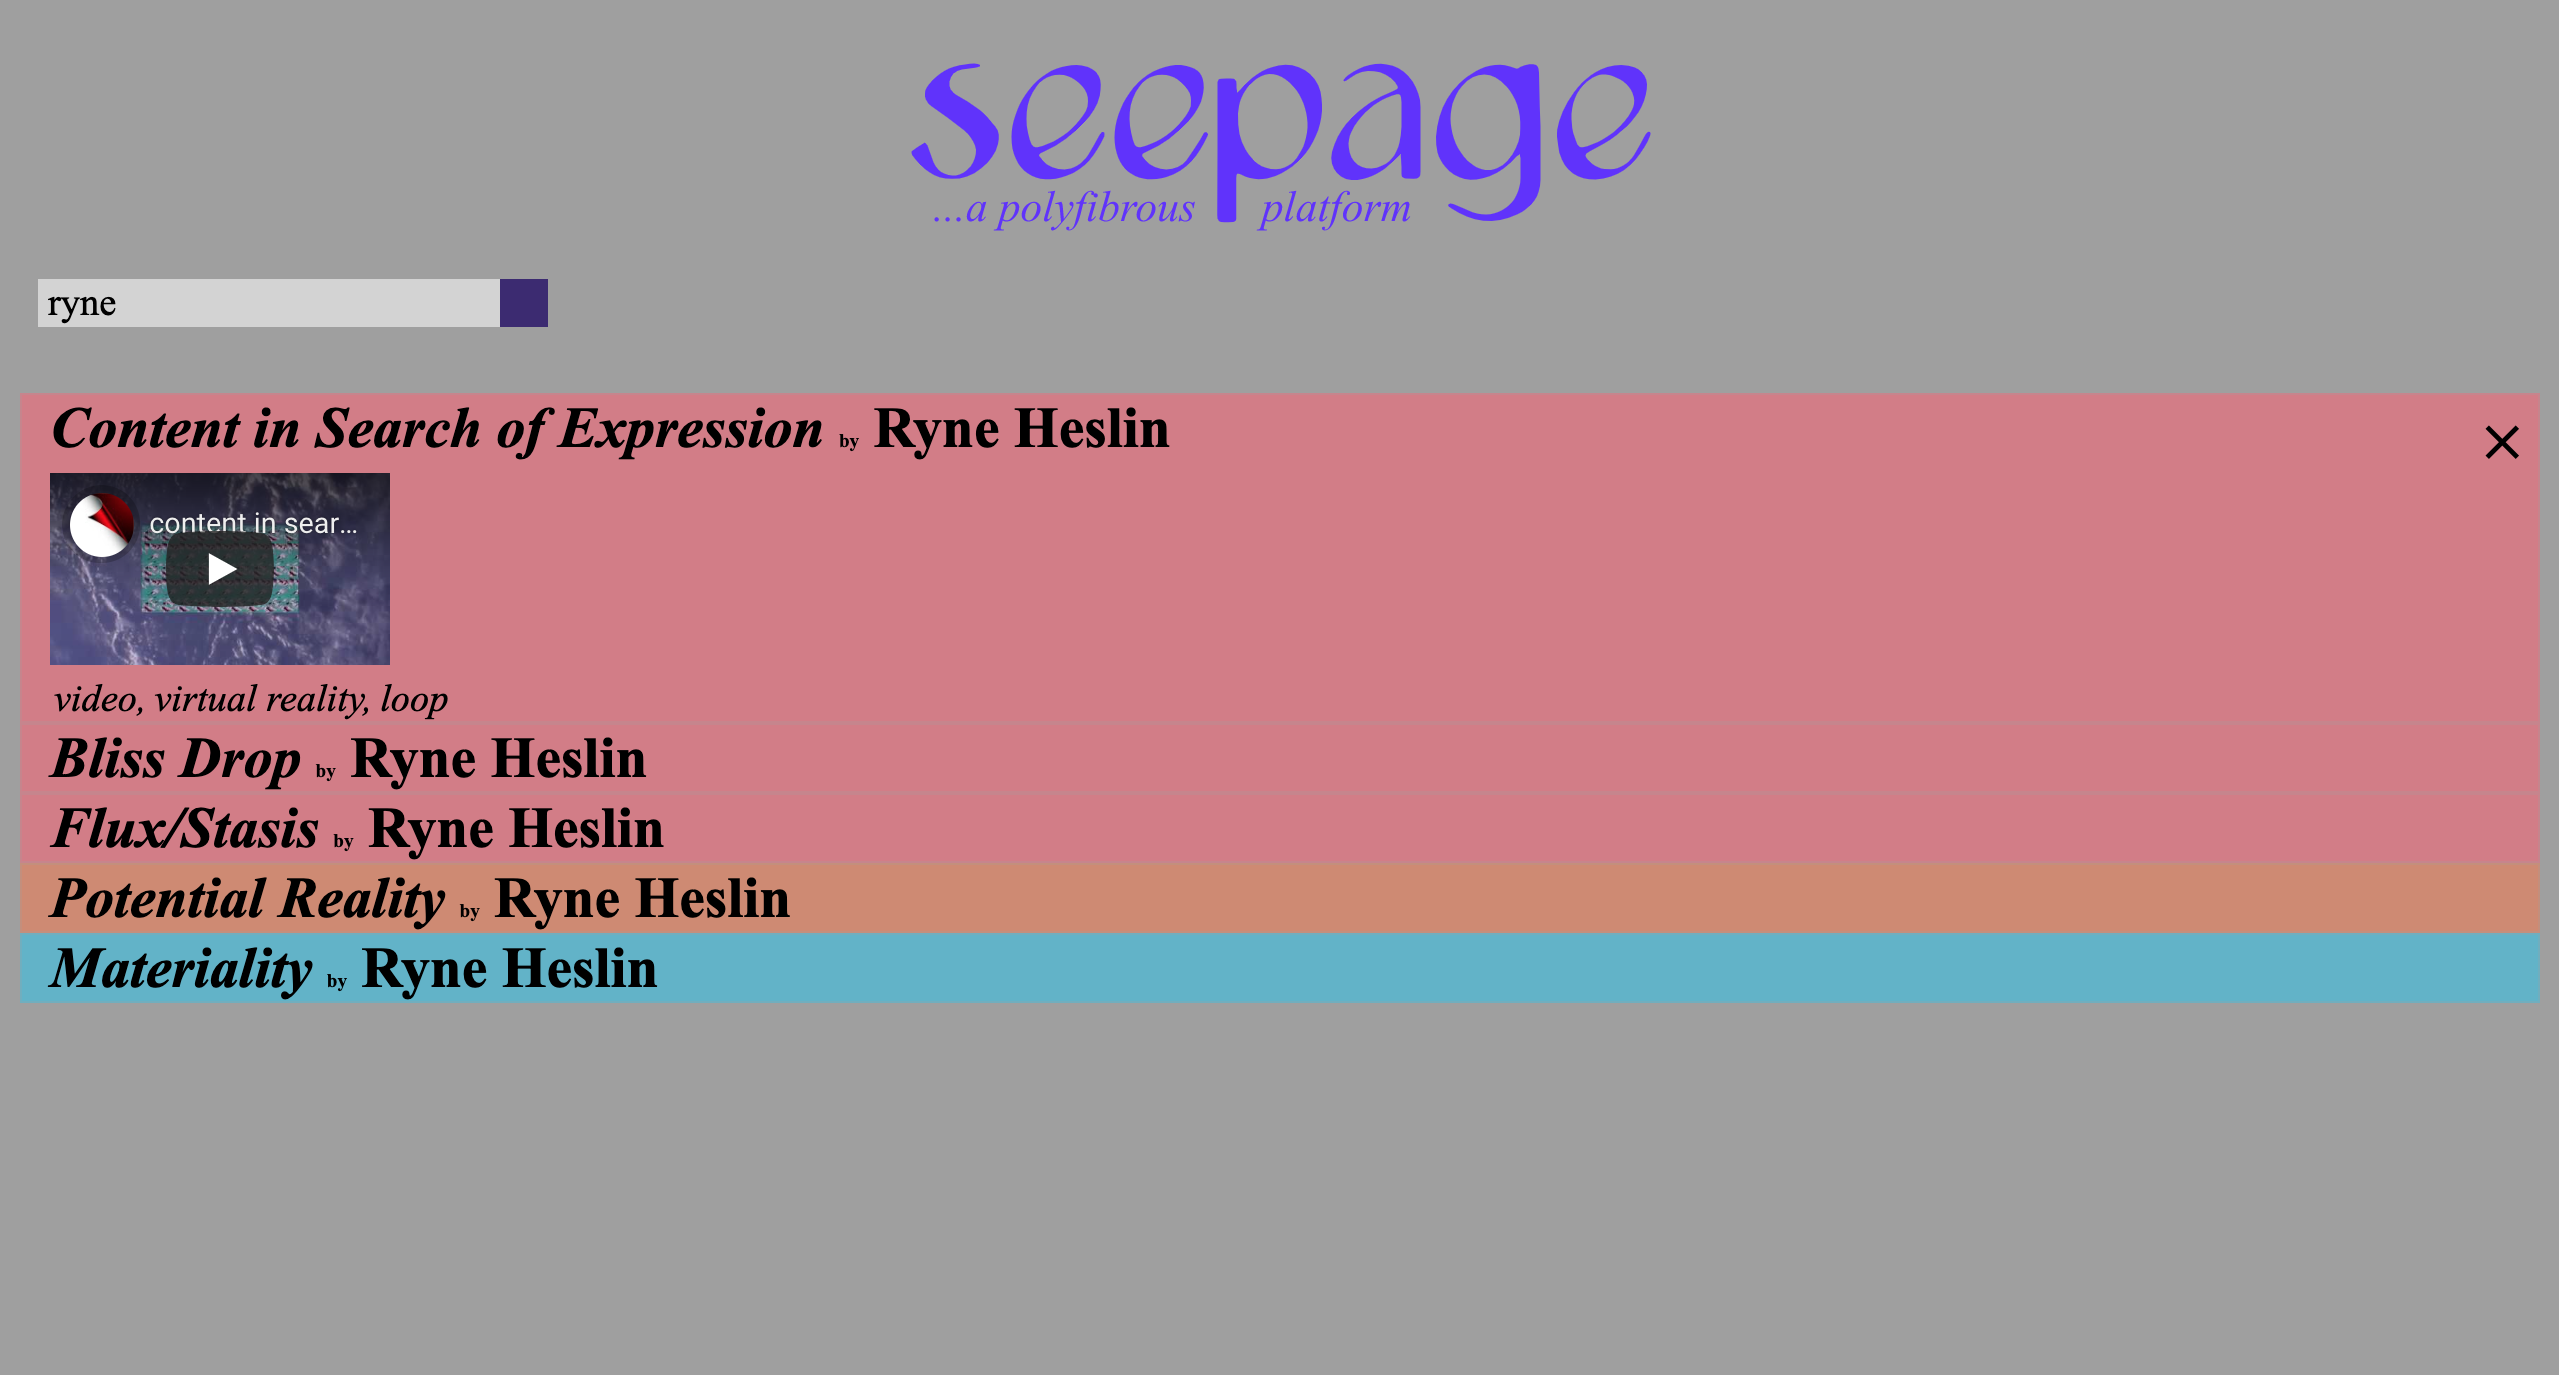 seepage
...a polyfibrous platform
ryne
Content in Search of Expression by Ryne Heslin
content in sear...
video, virtual reality, loop
Bliss Drop by Ryne Heslin
Flux/Stasis by Ryne Heslin
Potential Reality by Ryne Heslin
Materiality by Ryne Heslin